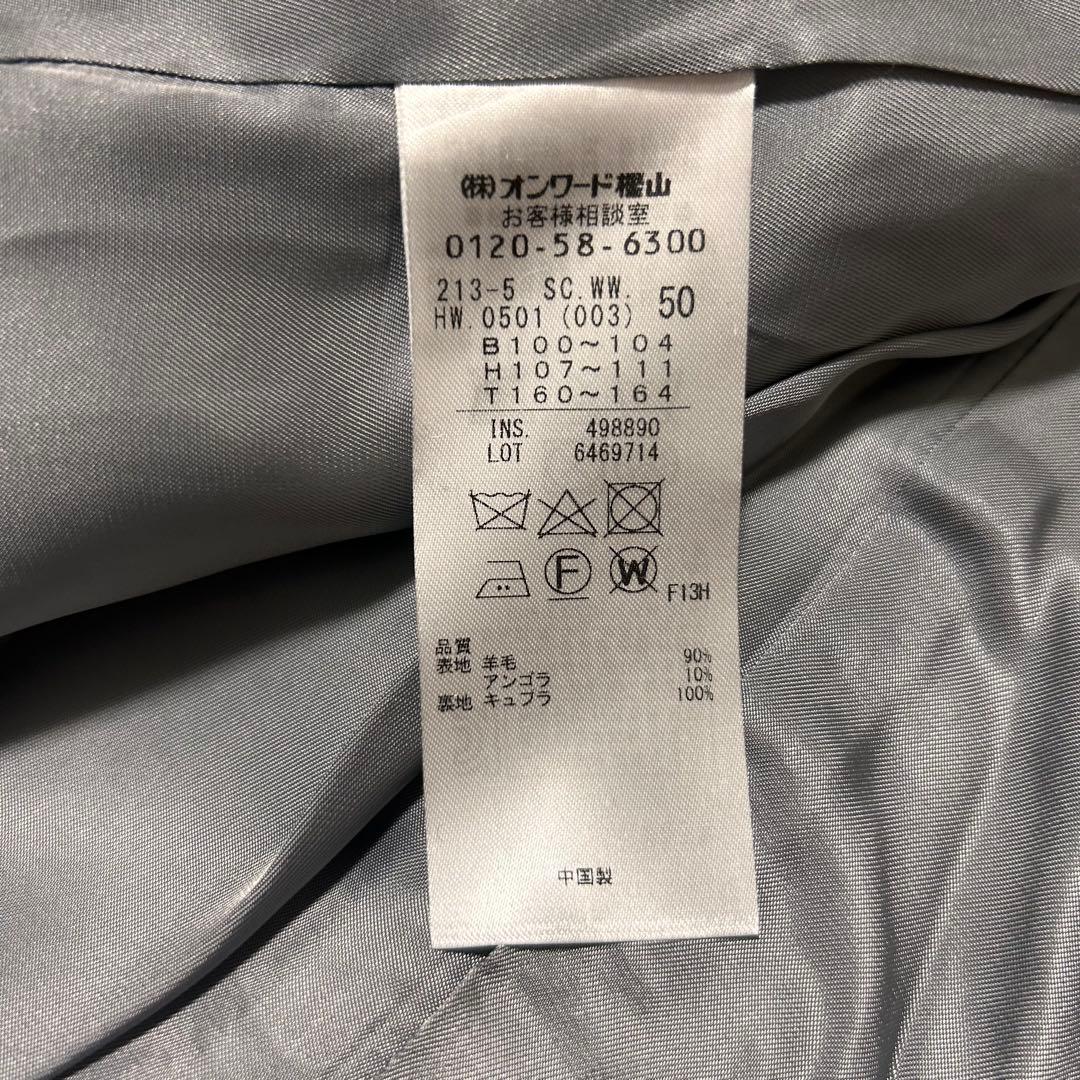 (株)オンワード樫山
お客様相談室
0120-58-6300
213-5 SC.WW. 50
HW.0501(003)
B100～104
H107～111
T160～164
INS. 498890
LOT 6469714
F
W
F13H
品質
表地 羊毛 90%
アンゴラ 10%
裏地 キュプラ 100%
中国製